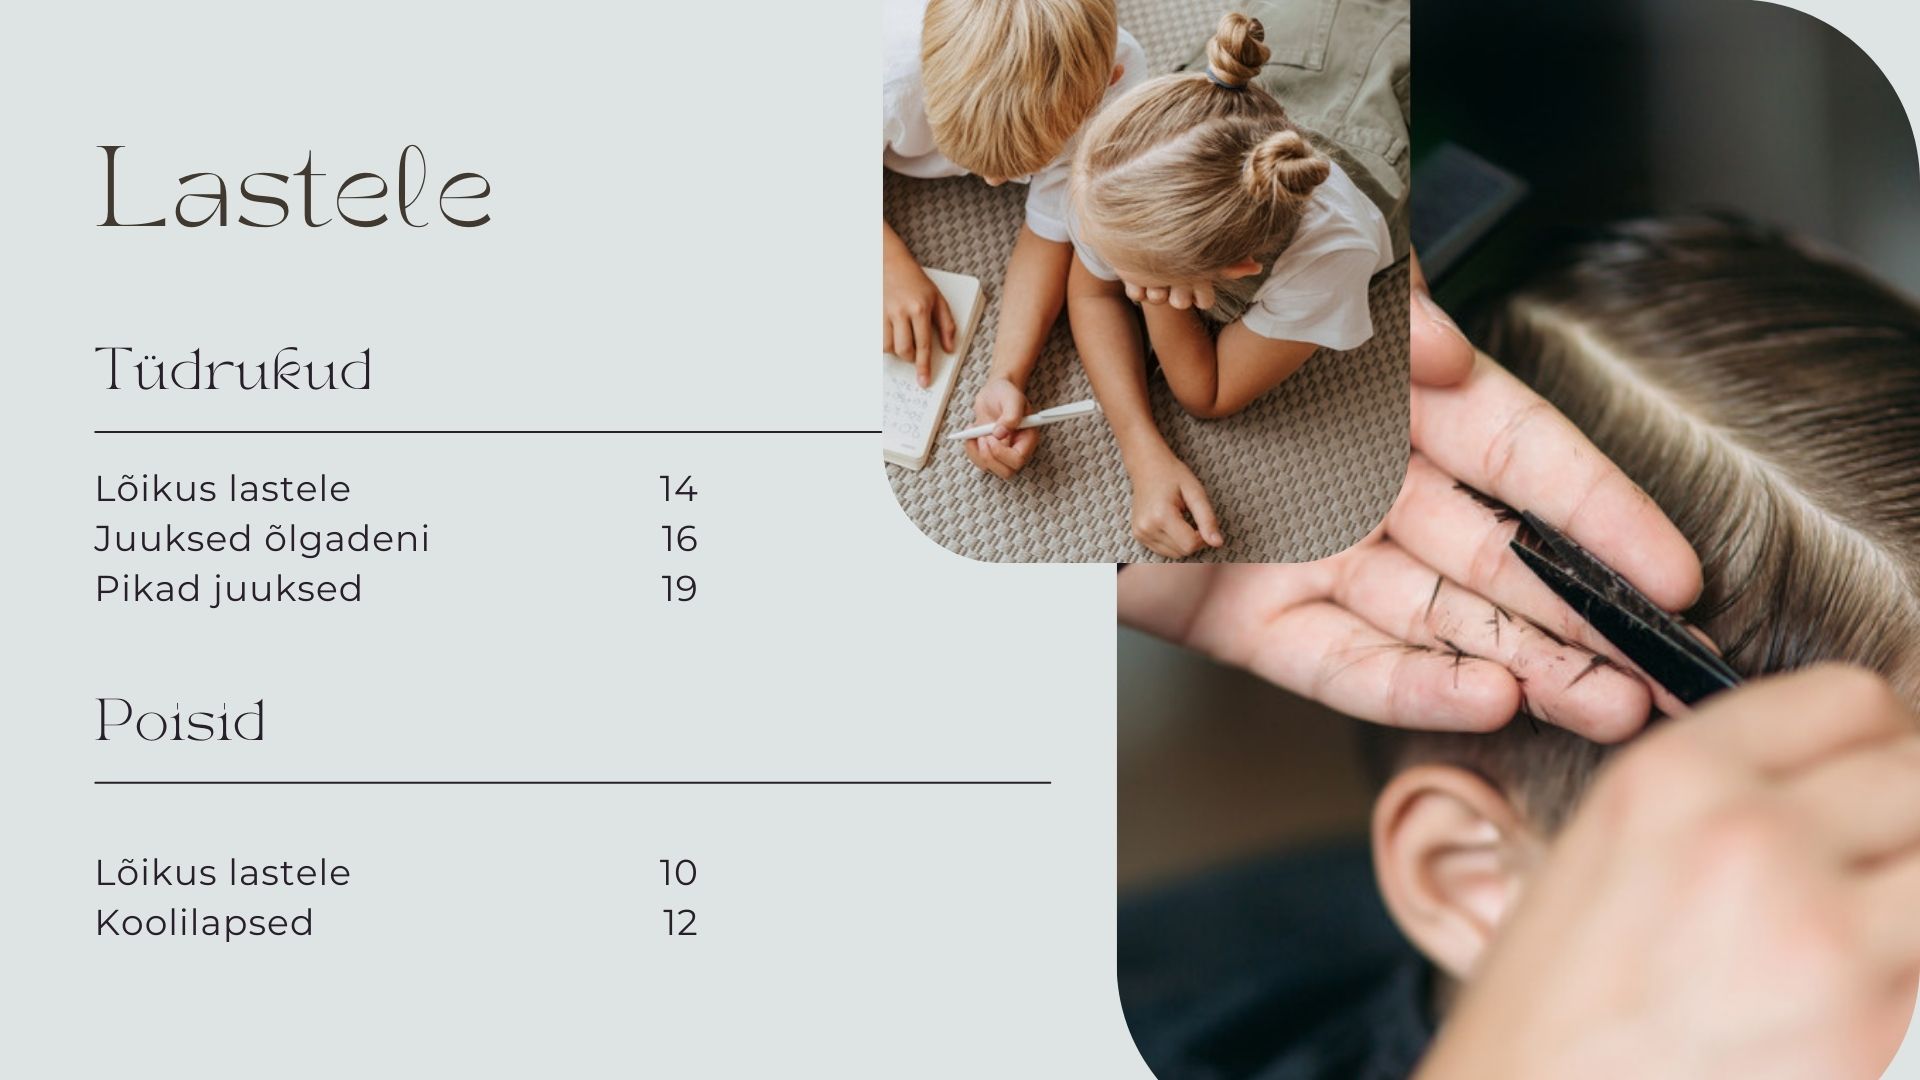 Lastele
Tüdrukud
Lõikus lastele 14
Juuksed õlgadeni 16
Pikad juuksed 19
Poisid
Lõikus lastele 10
Koolilapsed 12